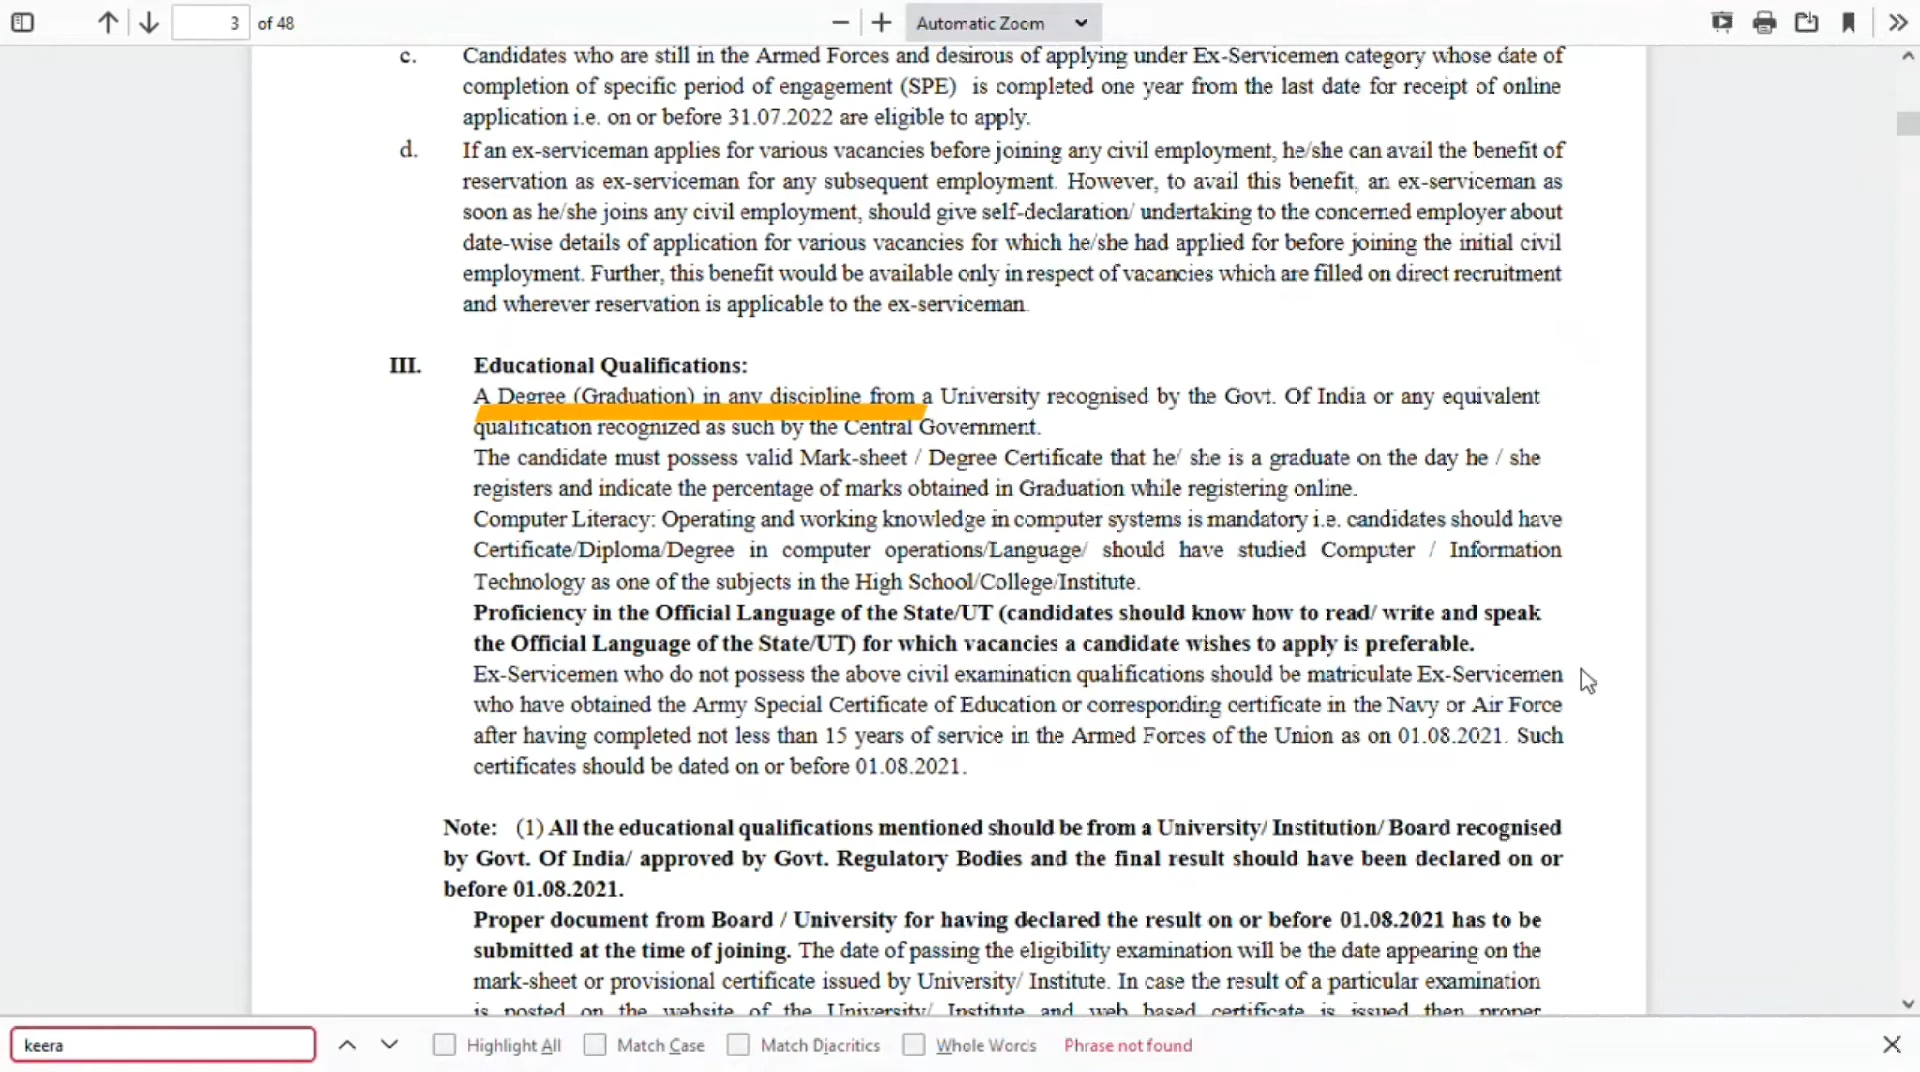 3 of 48
Automatic Zoom
c. Candidates who are still in the Armed Forces and desirous of applying under Ex-Servicemen category whose date of
completion of specific period of engagement (SPE) is completed one year from the last date for receipt of online
application i.e. on or before 31.07.2022 are eligible to apply.
d. If an ex-serviceman applies for various vacancies before joining any civil employment, he/she can avail the benefit of
reservation as ex-serviceman for any subsequent employment. However, to avail this benefit, an ex-serviceman as
soon as he/she joins any civil employment, should give self-declaration/ undertaking to the concerned employer about
date-wise details of application for various vacancies for which he/she had applied for before joining the initial civil
employment. Further, this benefit would be available only in respect of vacancies which are filled on direct recruitment
and wherever reservation is applicable to the ex-serviceman.
III. Educational Qualifications:
A Degree (Graduation) in any discipline from a University recognised by the Govt. Of India or any equivalent
qualification recognized as such by the Central Government.
The candidate must possess valid Mark-sheet / Degree Certificate that he/ she is a graduate on the day he / she
registers and indicate the percentage of marks obtained in Graduation while registering online.
Computer Literacy: Operating and working knowledge in computer systems is mandatory i.e. candidates should have
Certificate/Diploma/Degree in computer operations/Language/ should have studied Computer / Information
Technology as one of the subjects in the High School/College/Institute.
Proficiency in the Official Language of the State/UT (candidates should know how to read/ write and speak
the Official Language of the State/UT) for which vacancies a candidate wishes to apply is preferable.
Ex-Servicemen who do not possess the above civil examination qualifications should be matriculate Ex-Servicemen
who have obtained the Army Special Certificate of Education or corresponding certificate in the Navy or Air Force
after having completed not less than 15 years of service in the Armed Forces of the Union as on 01.08.2021. Such
certificates should be dated on or before 01.08.2021.
Note: (1) All the educational qualifications mentioned should be from a University/ Institution/ Board recognised
by Govt. Of India/ approved by Govt. Regulatory Bodies and the final result should have been declared on or
before 01.08.2021.
Proper document from Board / University for having declared the result on or before 01.08.2021 has to be
submitted at the time of joining. The date of passing the eligibility examination will be the date appearing on the
mark-sheet or provisional certificate issued by University/ Institute. In case the result of a particular examination
is posted on the website of the University/ Institute and web based certificate is issued then proper
keera Highlight All Match Case Match Diacritics Whole Words Phrase not found